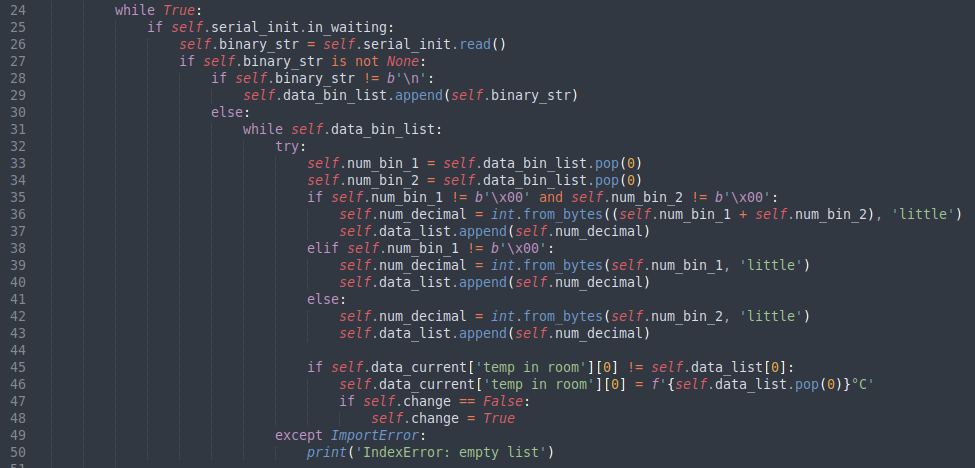 24 while True:
25 if self.serial_init.in_waiting:
26 self.binary_str = self.serial_init.read()
27 if self.binary_str is not None:
28 if self.binary_str != b'\n':
29 self.data_bin_list.append(self.binary_str)
30 else:
31 while self.data_bin_list:
32 try:
33 self.num_bin_1 = self.data_bin_list.pop(0)
34 self.num_bin_2 = self.data_bin_list.pop(0)
35 if self.num_bin_1 != b'\x00' and self.num_bin_2 != b'\x00':
36 self.num_decimal = int.from_bytes((self.num_bin_1 + self.num_bin_2), 'little')
37 self.data_list.append(self.num_decimal)
38 elif self.num_bin_1 != b'\x00':
39 self.num_decimal = int.from_bytes(self.num_bin_1, 'little')
40 self.data_list.append(self.num_decimal)
41 else:
42 self.num_decimal = int.from_bytes(self.num_bin_2, 'little')
43 self.data_list.append(self.num_decimal)
44
45 if self.data_current['temp in room'][0] != self.data_list[0]:
46 self.data_current['temp in room'][0] = f'{self.data_list.pop(0)}°C'
47 if self.change == False:
48 self.change = True
49 except ImportError:
50 print('IndexError: empty list')